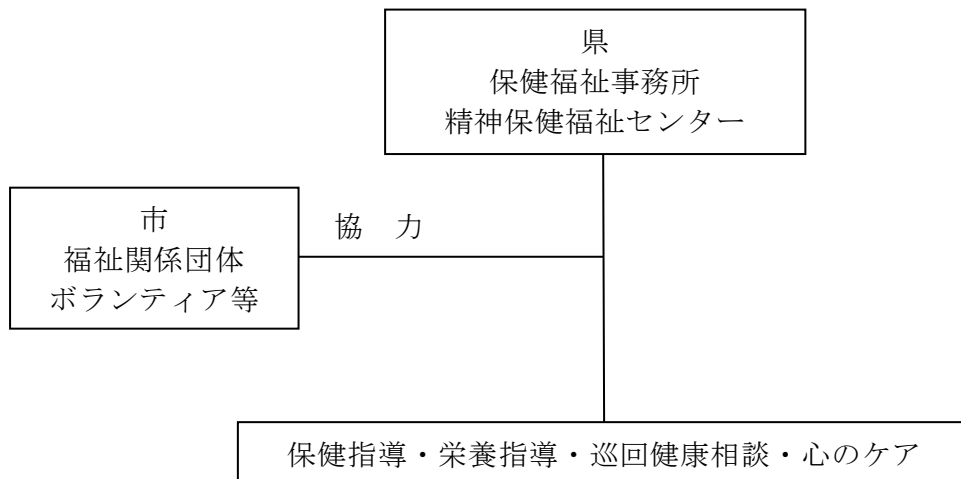 県
保健福祉事務所
精神保健福祉センター
市
福祉関係団体
ボランティア等
協　力
保健指導・栄養指導・巡回健康相談・心のケア